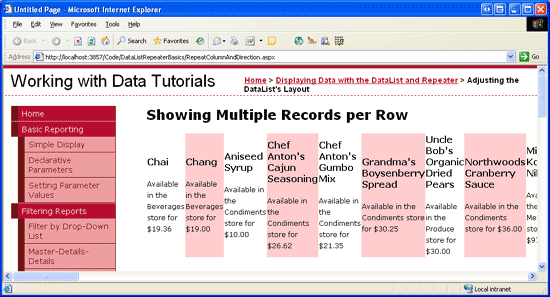 Untitled Page - Microsoft Internet Explorer
File Edit View Favorites Tools Help
Back Search Favorites
Address http://localhost:3857/Code/DataListRepeaterBasics/RepeatColumnAndDirection.aspx Go
Working with Data Tutorials
Home > Displaying Data with the DataList and Repeater > Adjusting the
DataList's Layout
Home
Basic Reporting
Simple Display
Declarative
Parameters
Setting Parameter
Values
Filtering Reports
Filter by Drop-Down
List
Master-Details-
Details
Showing Multiple Records per Row
Chai
Available
in the
Beverages
store for
$19.36
Chang
Available
in the
Beverages
store for
$19.00
Aniseed
Syrup
Available in
the
Condiments
store for
$10.00
Chef
Anton's
Cajun
Seasoning
Available in
the
Condiments
store for
$26.62
Chef
Anton's
Gumbo
Mix
Available in
the
Condiments
store for
$21.35
Grandma's
Boysenberry
Spread
Available in the
Condiments store
for $30.25
Uncle
Bob's
Organic
Dried
Pears
Available
in the
Produce
store for
$30.00
Northwoods
Cranberry
Sauce
Available in the
Condiments
store for $36.00
Local intranet